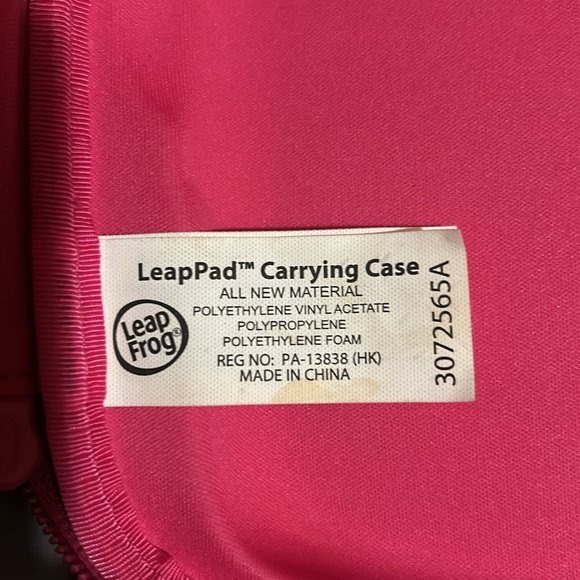 LeapPad™ Carrying Case
ALL NEW MATERIAL
POLYETHYLENE VINYL ACETATE
POLYPROPYLENE
POLYETHYLENE FOAM
REG NO: PA-13838 (HK)
MADE IN CHINA
Leap
Frog®
3072565A